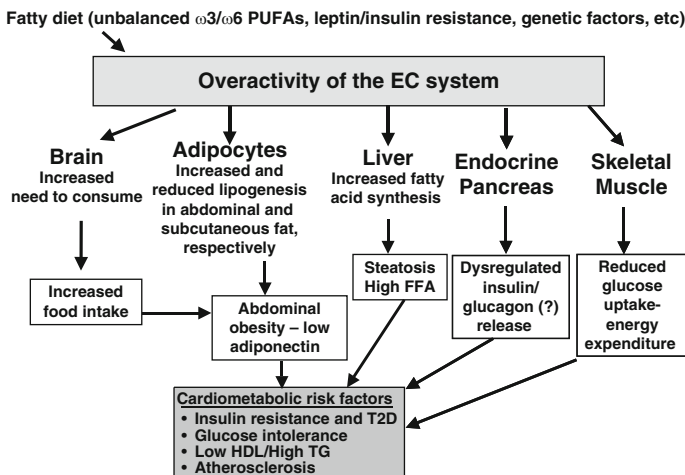 Fatty diet (unbalanced ω3/ω6 PUFAs, leptin/insulin resistance, genetic factors, etc)
Overactivity of the EC system
Brain
Increased
need to consume
Adipocytes
Increased and
reduced lipogenesis
in abdominal and
subcutaneous fat,
respectively
Liver
Increased fatty
acid synthesis
Endocrine
Pancreas
Skeletal
Muscle
Increased
food intake
Abdominal
obesity – low
adiponectin
Steatosis
High FFA
Dysregulated
insulin/
glucagon (?)
release
Reduced
glucose
uptake-
energy
expenditure
Cardiometabolic risk factors
• Insulin resistance and T2D
• Glucose intolerance
• Low HDL/High TG
• Atherosclerosis